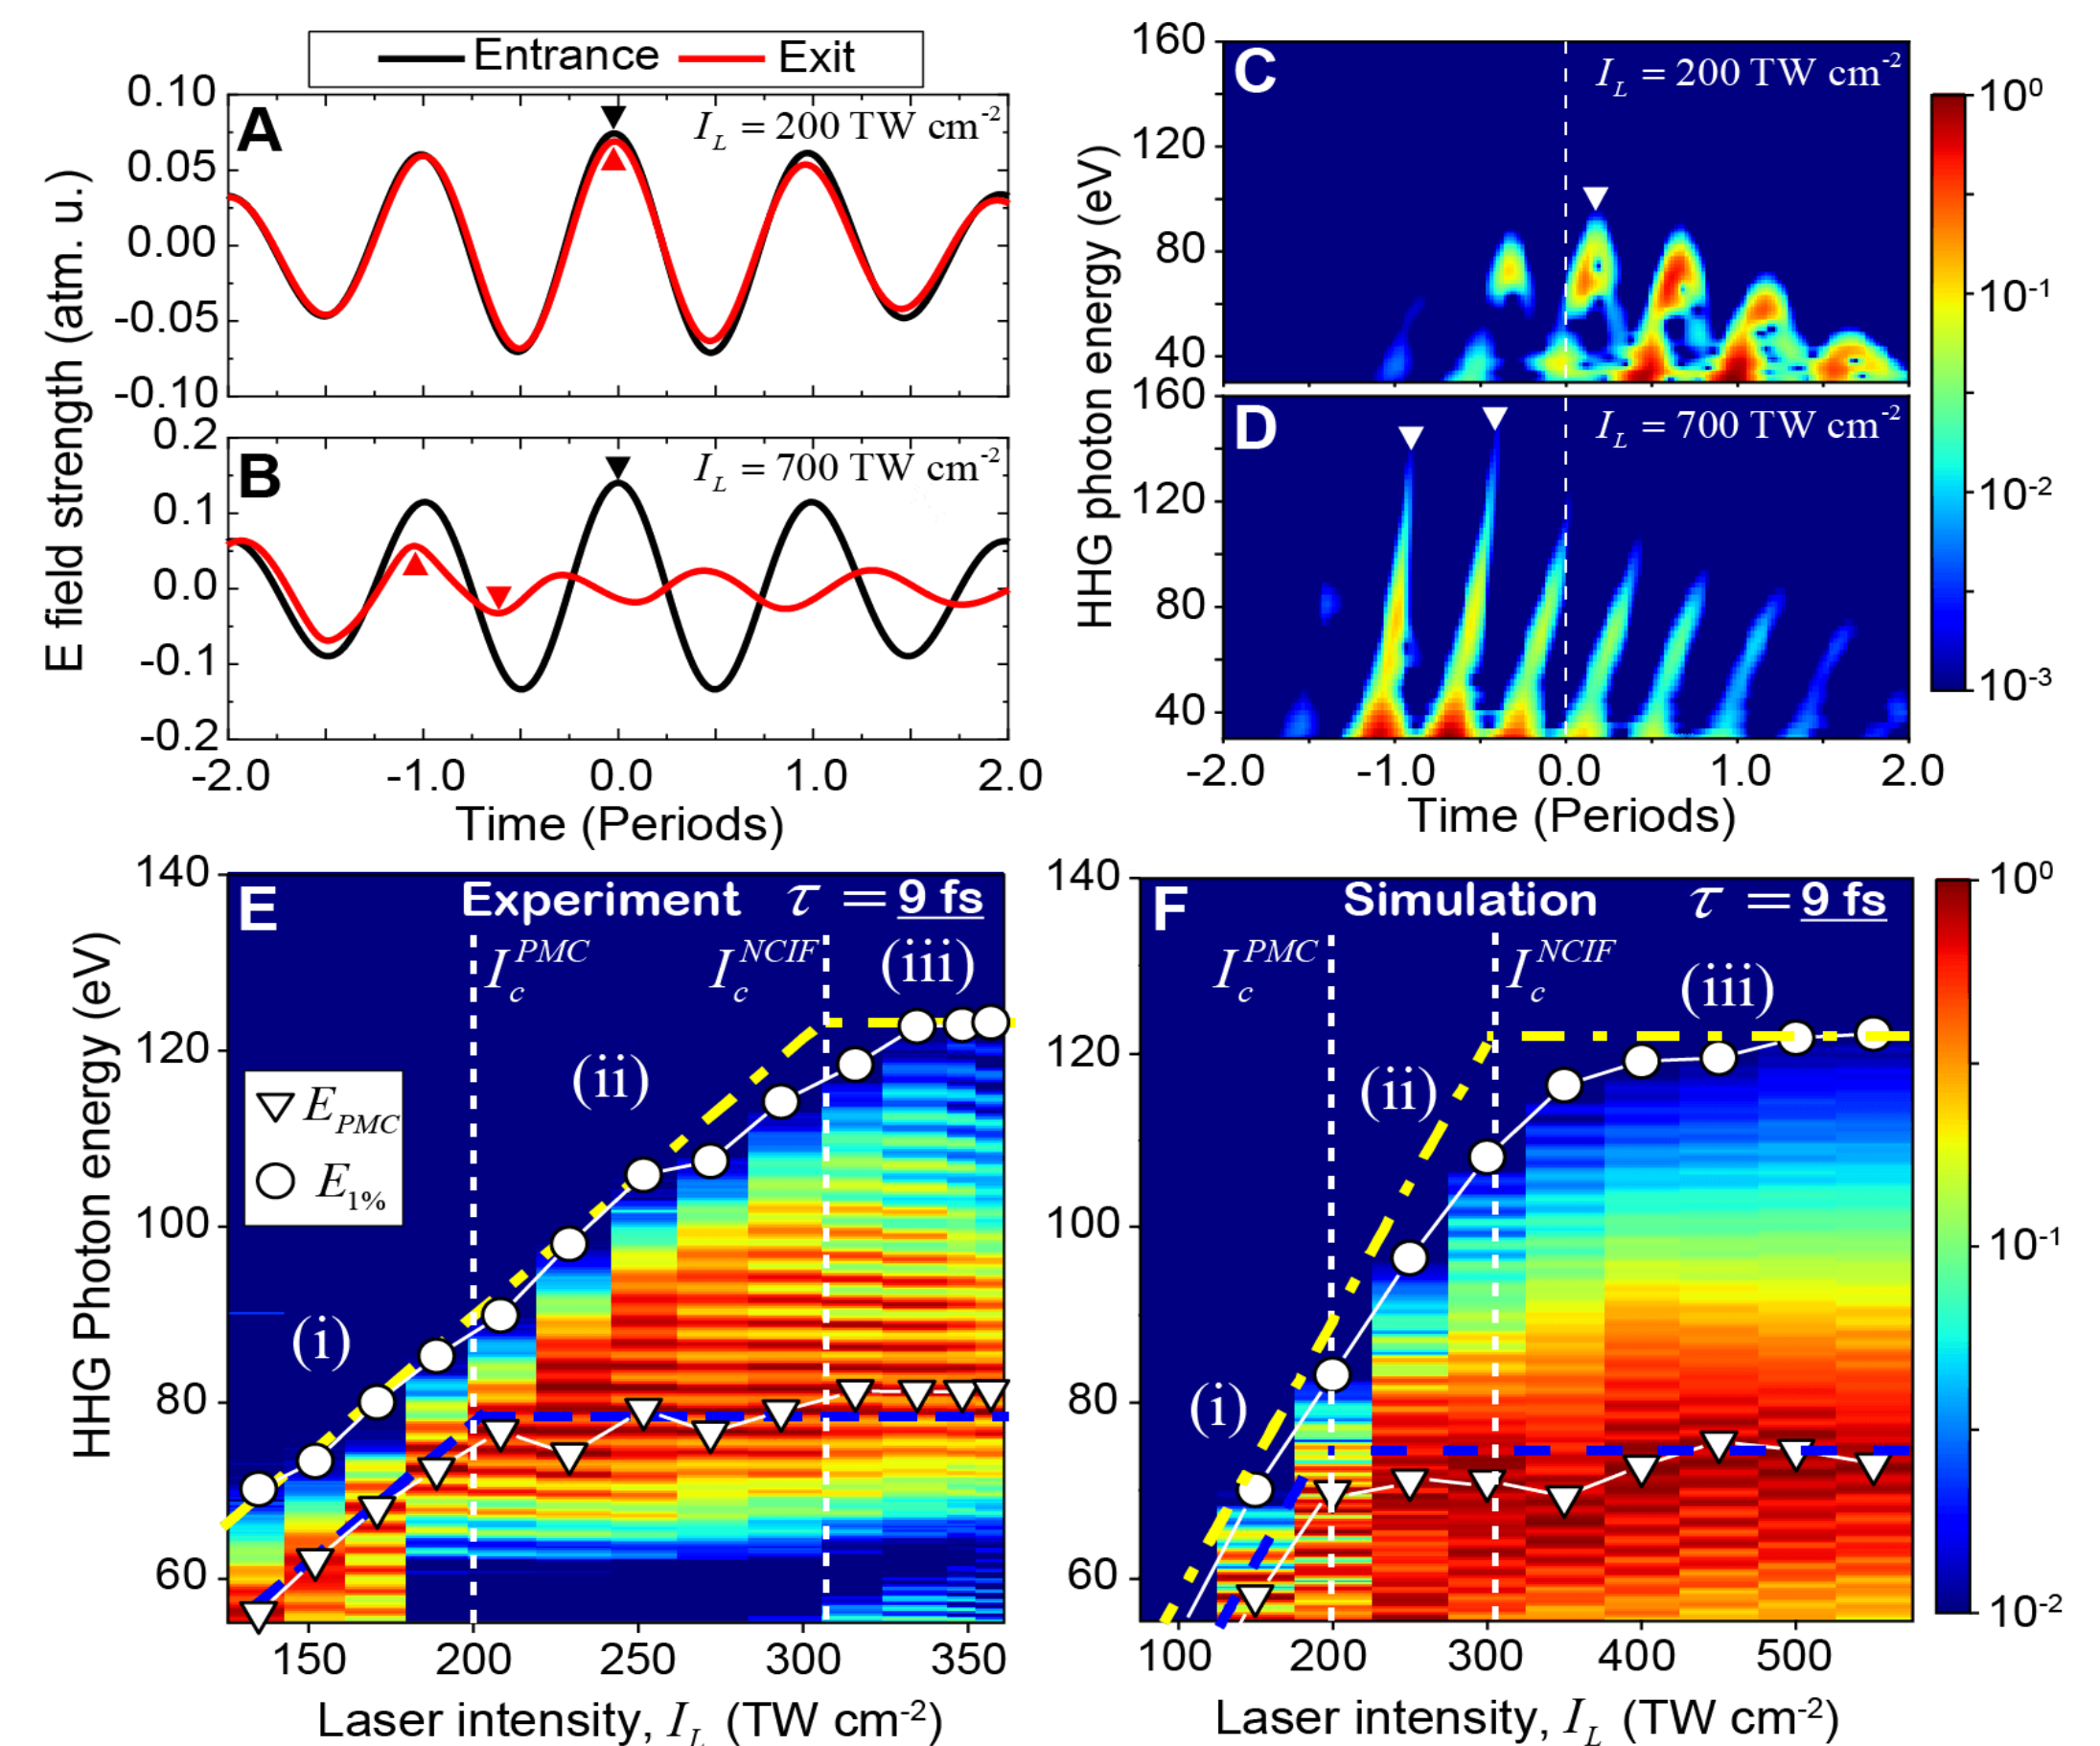 Entrance Exit
A
I_L = 200 TW cm⁻²
0.10
0.05
0.00
-0.05
-0.10
B
I_L = 700 TW cm⁻²
0.2
0.1
0.0
-0.1
-0.2
E field strength (atm. u.)
-2.0 -1.0 0.0 1.0 2.0
Time (Periods)
C
I_L = 200 TW cm⁻²
160
120
80
40
D
I_L = 700 TW cm⁻²
160
120
80
40
HHG photon energy (eV)
-2.0 -1.0 0.0 1.0 2.0
Time (Periods)
10⁰
10⁻¹
10⁻²
10⁻³
E Experiment τ = 9 fs
I_c^PMC I_c^NCIF (iii)
(ii)
(i)
E_PMC
E_1%
140
120
100
80
60
HHG Photon energy (eV)
150 200 250 300 350
Laser intensity, I_L (TW cm⁻²)
F Simulation τ = 9 fs
I_c^PMC I_c^NCIF (iii)
(ii)
(i)
140
120
100
80
60
100 200 300 400 500
Laser intensity, I_L (TW cm⁻²)
10⁰
10⁻¹
10⁻²